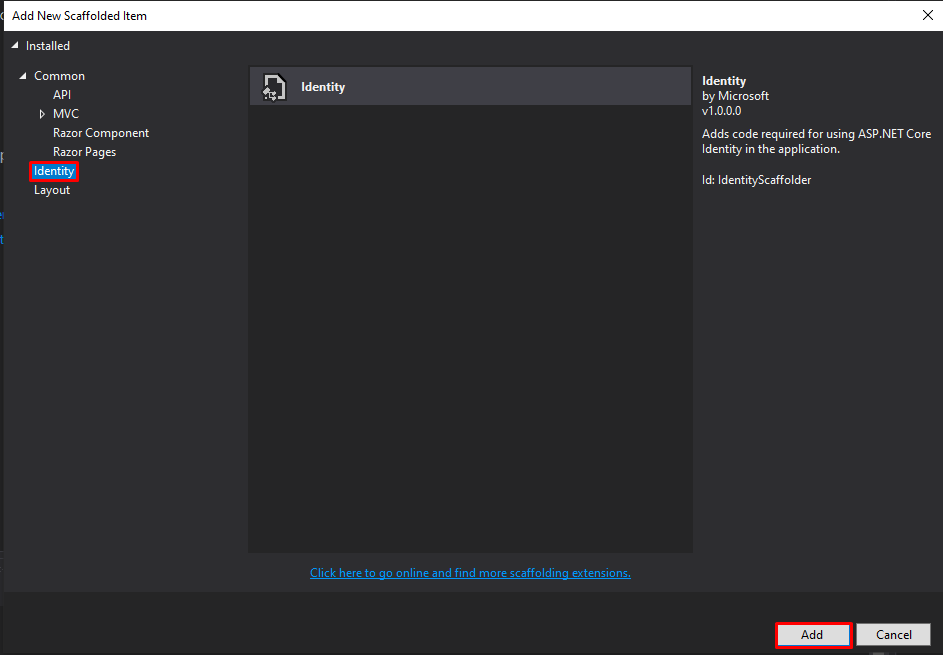 Add New Scaffolded Item
Installed
Common
API
MVC
Razor Component
Razor Pages
Identity
Layout
Identity
Identity
by Microsoft
v1.0.0.0
Adds code required for using ASP.NET Core
Identity in the application.
Id: IdentityScaffolder
Click here to go online and find more scaffolding extensions.
Add
Cancel